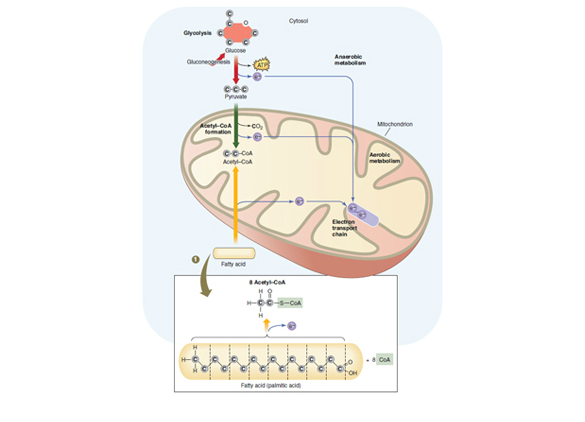 Cytosol
Glycolysis
Glucose
Gluconeogenesis
ATP
e-
Anaerobic
metabolism
C C C
Pyruvate
Mitochondrion
Acetyl–CoA
formation
CO2
e-
Aerobic
metabolism
C C –CoA
Acetyl–CoA
e-
e-
e-
Electron
transport
chain
1
Fatty acid
8 Acetyl–CoA
H O
H–C–C–S–CoA
H
e-
H
H–C C C C C C C C O
H C C C C C C C C OH
+ 8 CoA
Fatty acid (palmitic acid)